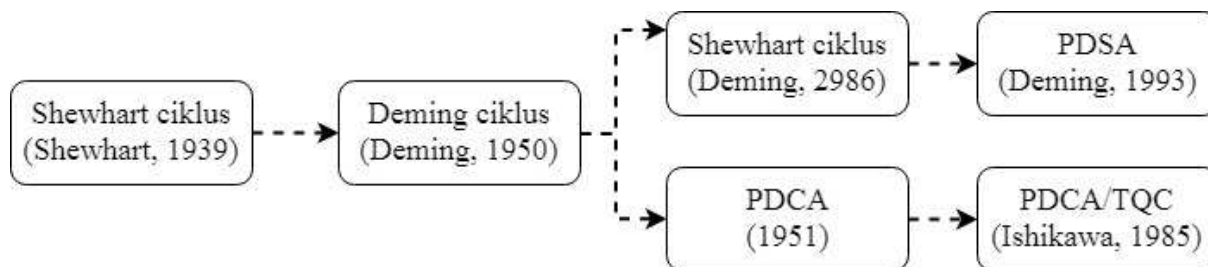 Shewhart ciklus
(Shewhart, 1939)
Deming ciklus
(Deming, 1950)
Shewhart ciklus
(Deming, 2986)
PDSA
(Deming, 1993)
PDCA
(1951)
PDCA/TQC
(Ishikawa, 1985)